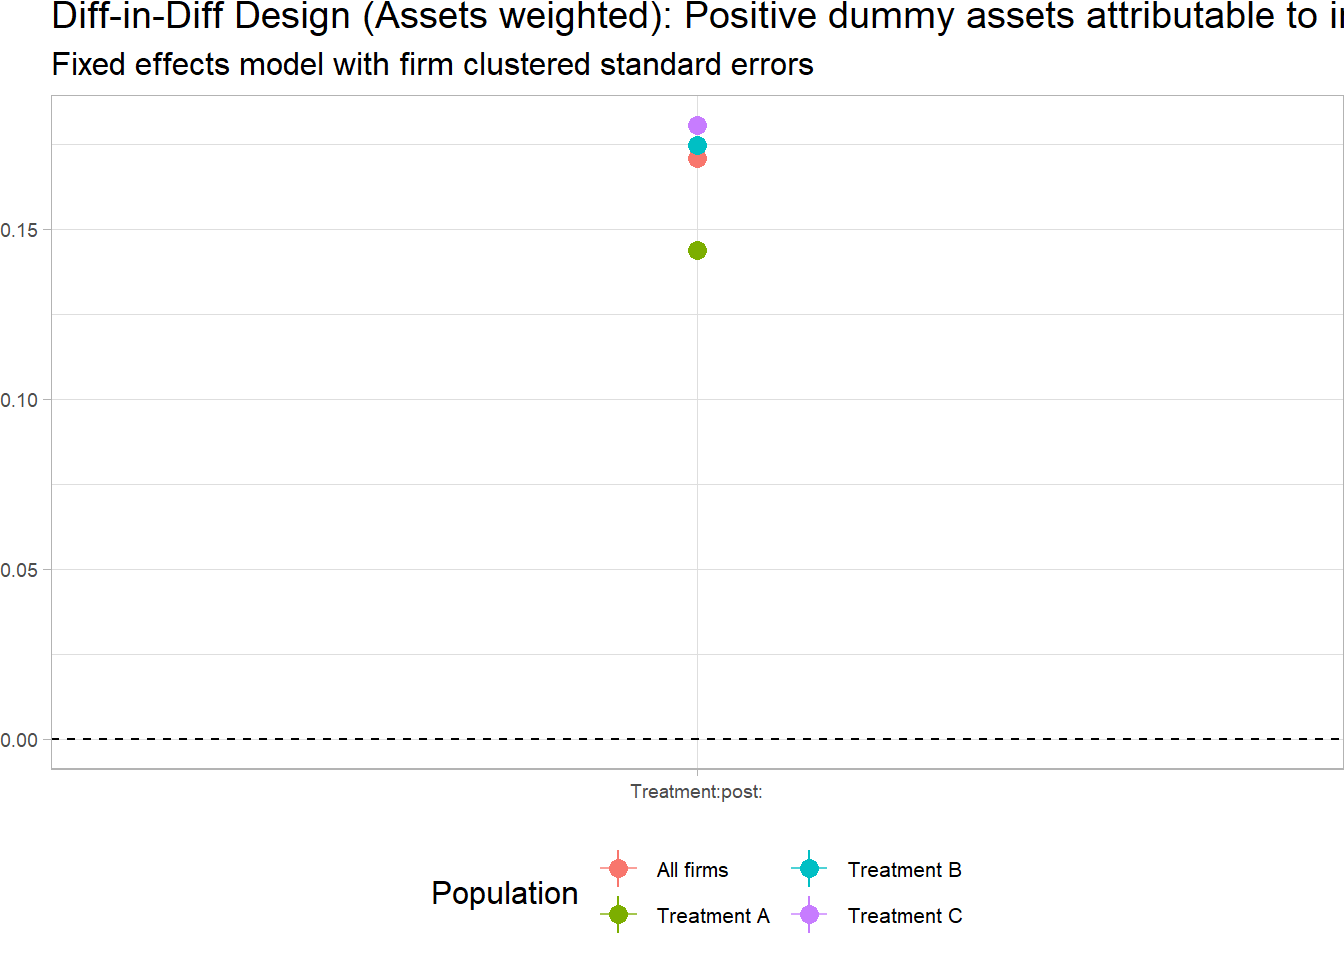 Diff-in-Diff Design (Assets weighted): Positive dummy assets attributable to
Fixed effects model with firm clustered standard errors
0.15
0.10
0.05
0.00
Treatment:post:
Population
All firms
Treatment B
Treatment A
Treatment C